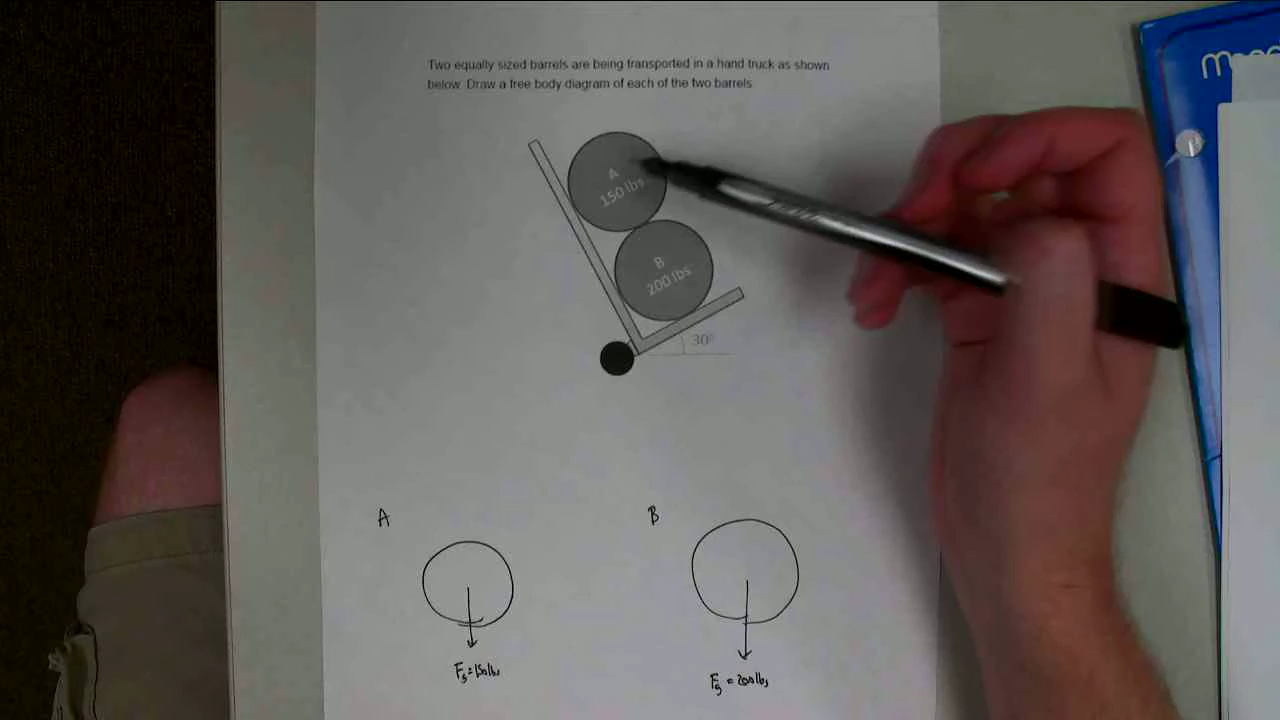 Two equally sized barrels are being transported in a hand truck as shown
below. Draw a free body diagram of each of the two barrels.
A
150 lbs
B
200 lbs
30°
A
B
Fg = 150 lbs
Fg = 200 lbs